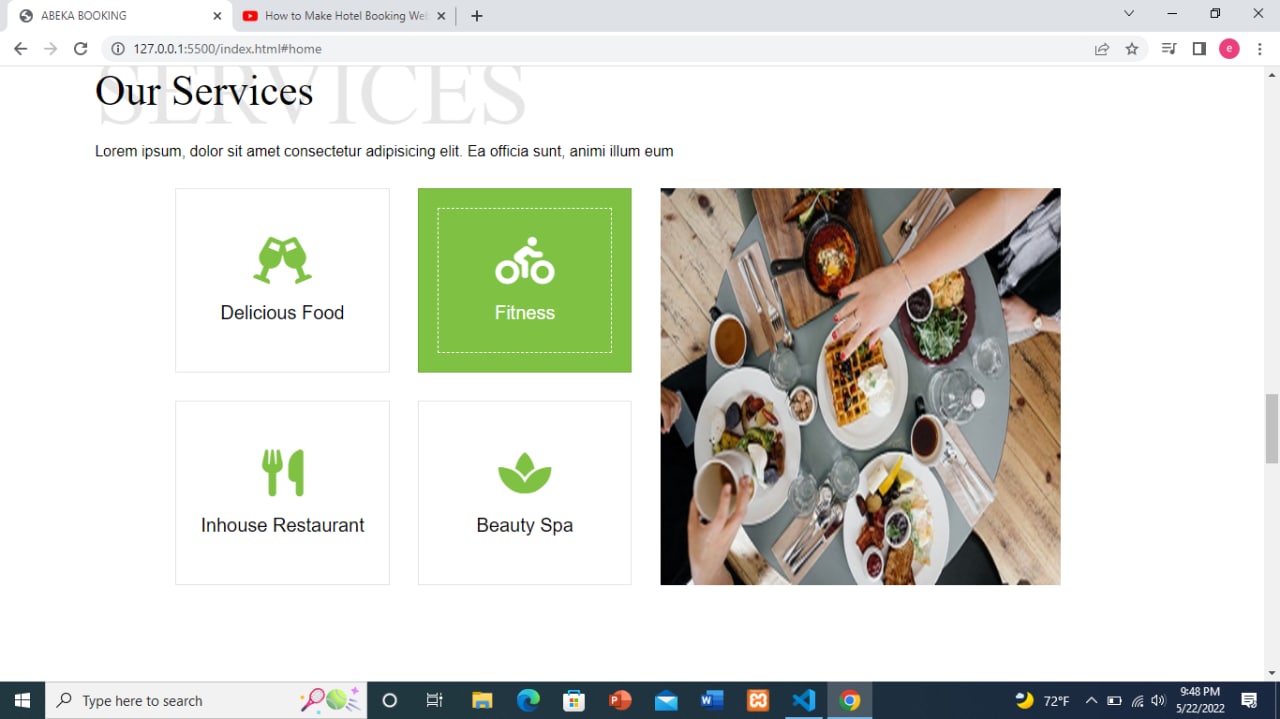 ABEKA BOOKING
How to Make Hotel Booking Web
127.0.0.1:5500/index.html#home
e
SERVICES
Our Services
Lorem ipsum, dolor sit amet consectetur adipisicing elit. Ea officia sunt, animi illum eum
Delicious Food
Fitness
Inhouse Restaurant
Beauty Spa
Type here to search
72°F
9:48 PM
5/22/2022